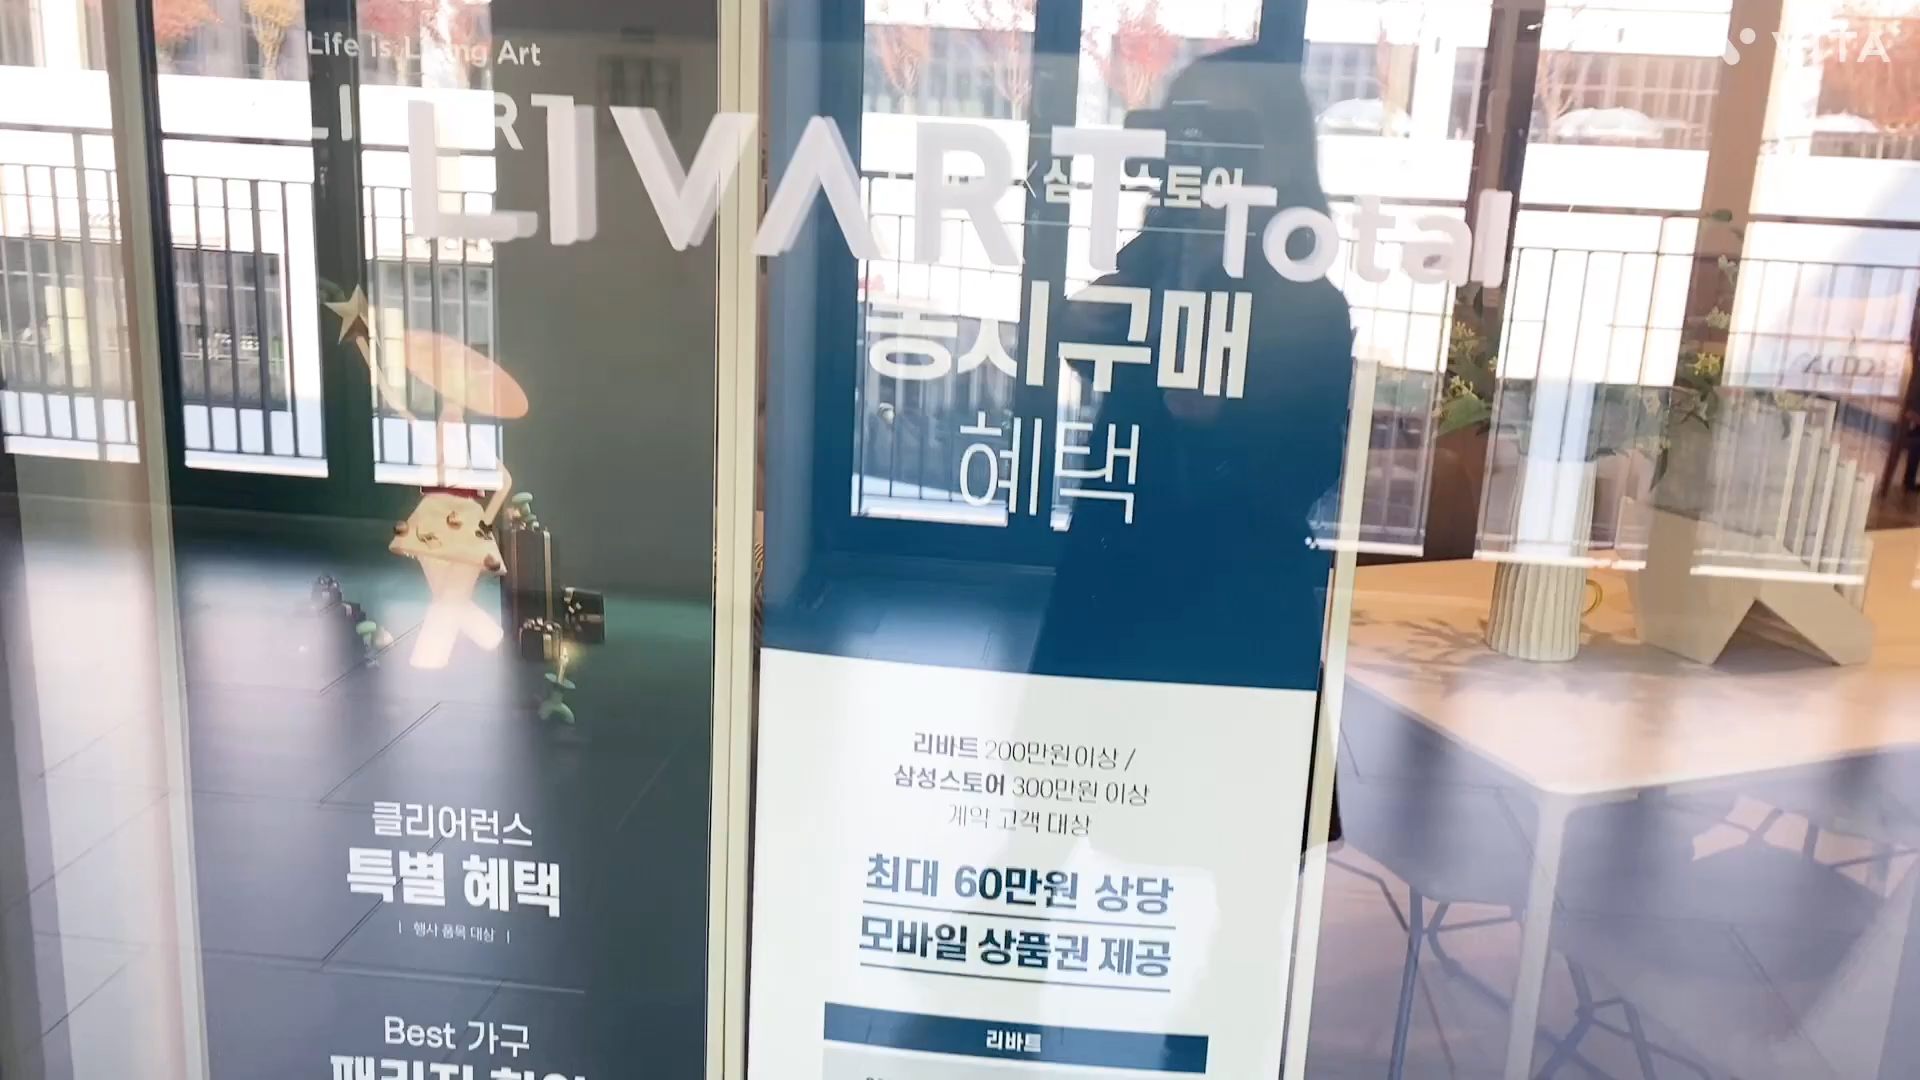 Life is Living Art
LIVART Total
삼성스토어
동시구매
혜택
리바트 200만원 이상 /
삼성스토어 300만원 이상
계약 고객 대상
최대 60만원 상당
모바일 상품권 제공
리바트
클리어런스
특별 혜택
행사 품목 대상
Best 가구
VITA